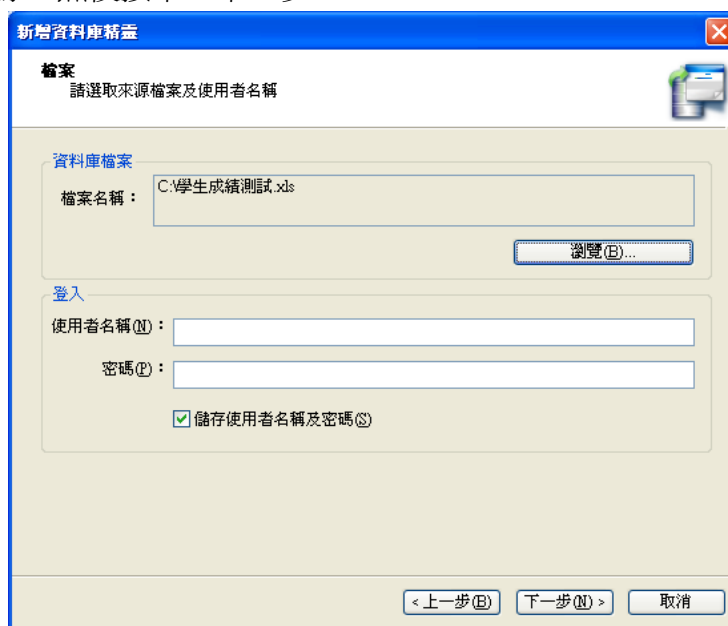 新增資料庫精靈
檔案
請選取來源檔案及使用者名稱
資料庫檔案
檔案名稱：
C:\學生成績測試.xls
瀏覽(B)...
登入
使用者名稱(N)：
密碼(P)：
儲存使用者名稱及密碼(S)
<上一步(B)
下一步(N)>
取消